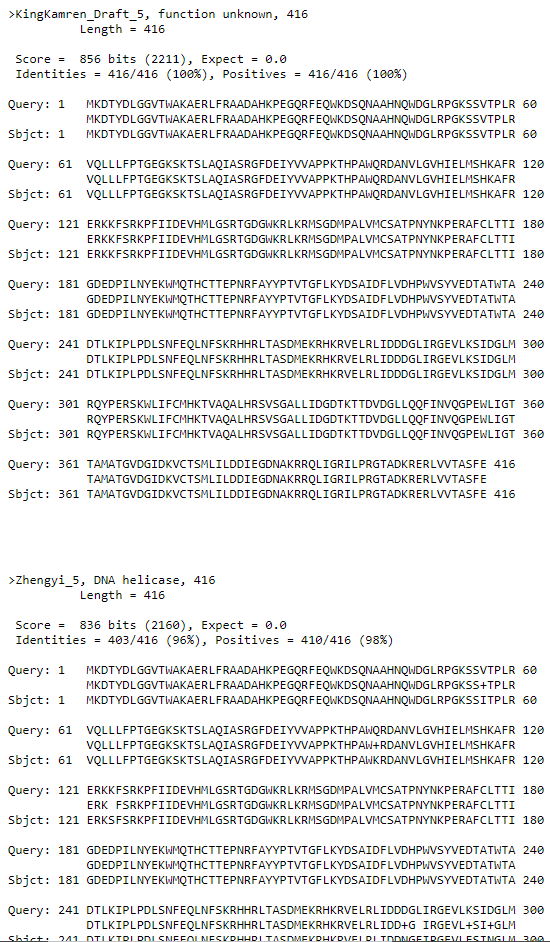 >KingKamren_Draft_5, function unknown, 416
Length = 416
Score = 856 bits (2211), Expect = 0.0
Identities = 416/416 (100%), Positives = 416/416 (100%)
Query: 1 MKDTYDLGGVTWAKAERLFRAADAHKPEGQRFEQWKDSQNAAHNQWDGLRPGKSSVTPLR 60
MKDTYDLGGVTWAKAERLFRAADAHKPEGQRFEQWKDSQNAAHNQWDGLRPGKSSVTPLR
Sbjct: 1 MKDTYDLGGVTWAKAERLFRAADAHKPEGQRFEQWKDSQNAAHNQWDGLRPGKSSVTPLR 60
Query: 61 VQLLLFPTGEGKSKTSLAQIASRGFDEIYVVAPPKTHPAWQRDANVLGVHIELMSHKAFR 120
VQLLLFPTGEGKSKTSLAQIASRGFDEIYVVAPPKTHPAWQRDANVLGVHIELMSHKAFR
Sbjct: 61 VQLLLFPTGEGKSKTSLAQIASRGFDEIYVVAPPKTHPAWQRDANVLGVHIELMSHKAFR 120
Query: 121 ERKKFSRKPFIIDEVHMLGSRTGDGWKRLKRMSGDMPALVMCSATPNYNKPERAFCLTTI 180
ERKKFSRKPFIIDEVHMLGSRTGDGWKRLKRMSGDMPALVMCSATPNYNKPERAFCLTTI
Sbjct: 121 ERKKFSRKPFIIDEVHMLGSRTGDGWKRLKRMSGDMPALVMCSATPNYNKPERAFCLTTI 180
Query: 181 GDEDPILNYEKWMQTHCTTEPNRFAYYPTVTGFLKYDSAIDFLVDHPWVSYVEDTATWTA 240
GDEDPILNYEKWMQTHCTTEPNRFAYYPTVTGFLKYDSAIDFLVDHPWVSYVEDTATWTA
Sbjct: 181 GDEDPILNYEKWMQTHCTTEPNRFAYYPTVTGFLKYDSAIDFLVDHPWVSYVEDTATWTA 240
Query: 241 DTLKIPLPDLSNFEQLNFSKRHHRLTASDMEKRHKRVELRLIDDDGLIRGEVLKSIDGLM 300
DTLKIPLPDLSNFEQLNFSKRHHRLTASDMEKRHKRVELRLIDDDGLIRGEVLKSIDGLM
Sbjct: 241 DTLKIPLPDLSNFEQLNFSKRHHRLTASDMEKRHKRVELRLIDDDGLIRGEVLKSIDGLM 300
Query: 301 RQYPERSKWLIFCMHKTVAQALHRSVSGALLIDGDTKTTDVDGLLQQFINVQGPEWLIGT 360
RQYPERSKWLIFCMHKTVAQALHRSVSGALLIDGDTKTTDVDGLLQQFINVQGPEWLIGT
Sbjct: 301 RQYPERSKWLIFCMHKTVAQALHRSVSGALLIDGDTKTTDVDGLLQQFINVQGPEWLIGT 360
Query: 361 TAMATGVDGIDKVCTSMLILDDIEGDNAKRRQLIGRILPRGTADKRERLVVTASFE 416
TAMATGVDGIDKVCTSMLILDDIEGDNAKRRQLIGRILPRGTADKRERLVVTASFE
Sbjct: 361 TAMATGVDGIDKVCTSMLILDDIEGDNAKRRQLIGRILPRGTADKRERLVVTASFE 416
>Zhengyi_5, DNA helicase, 416
Length = 416
Score = 836 bits (2160), Expect = 0.0
Identities = 403/416 (96%), Positives = 410/416 (98%)
Query: 1 MKDTYDLGGVTWAKAERLFRAADAHKPEGQRFEQWKDSQNAAHNQWDGLRPGKSSVTPLR 60
MKDTYDLGGVTWAKAERLFRAADAHKPEGQRFEQWKDSQNAAHNQWDGLRPGKSS+TPLR
Sbjct: 1 MKDTYDLGGVTWAKAERLFRAADAHKPEGQRFEQWKDSQNAAHNQWDGLRPGKSSITPLR 60
Query: 61 VQLLLFPTGEGKSKTSLAQIASRGFDEIYVVAPPKTHPAWQRDANVLGVHIELMSHKAFR 120
VQLLLFPTGEGKSKTSLAQIASRGFDEIYVVAPPKTHPAW+RDANVLGVHIELMSHKAFR
Sbjct: 61 VQLLLFPTGEGKSKTSLAQIASRGFDEIYVVAPPKTHPAWKRDANVLGVHIELMSHKAFR 120
Query: 121 ERKKFSRKPFIIDEVHMLGSRTGDGWKRLKRMSGDMPALVMCSATPNYNKPERAFCLTTI 180
ERK FSRKPFIIDEVHMLGSRTGDGWKRLKRMSGDMPALVMCSATPNYNKPERAFCLTTI
Sbjct: 121 ERKSFSRKPFIIDEVHMLGSRTGDGWKRLKRMSGDMPALVMCSATPNYNKPERAFCLTTI 180
Query: 181 GDEDPILNYEKWMQTHCTTEPNRFAYYPTVTGFLKYDSAIDFLVDHPWVSYVEDTATWTA 240
GDEDPILNYEKWMQTHCTTEPNRFAYYPTVTGFLKYDSAIDFLVDHPWVSYVEDTATWTA
Sbjct: 181 GDEDPILNYEKWMQTHCTTEPNRFAYYPTVTGFLKYDSAIDFLVDHPWVSYVEDTATWTA 240
Query: 241 DTLKIPLPDLSNFEQLNFSKRHHRLTASDMEKRHKRVELRLIDDDGLIRGEVLKSIDGLM 300
DTLKIPLPDLSNFEQLNFSKRHHRLTASDMEKRHKRVELRLIDD+G IRGEVL+SI+GLM